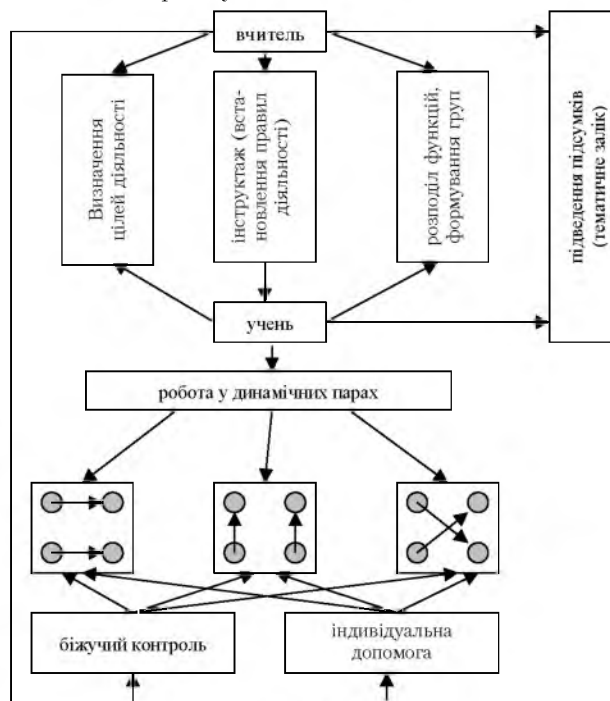 вчитель
Визначення
цілей діяльності
інструктаж (вста-
новлення правил
діяльності)
розподіл функцій,
формування груп
підведення підсумків
(тематичне залік)
учень
робота у динамічних парах
біжучий контроль
індивідуальна
допомога